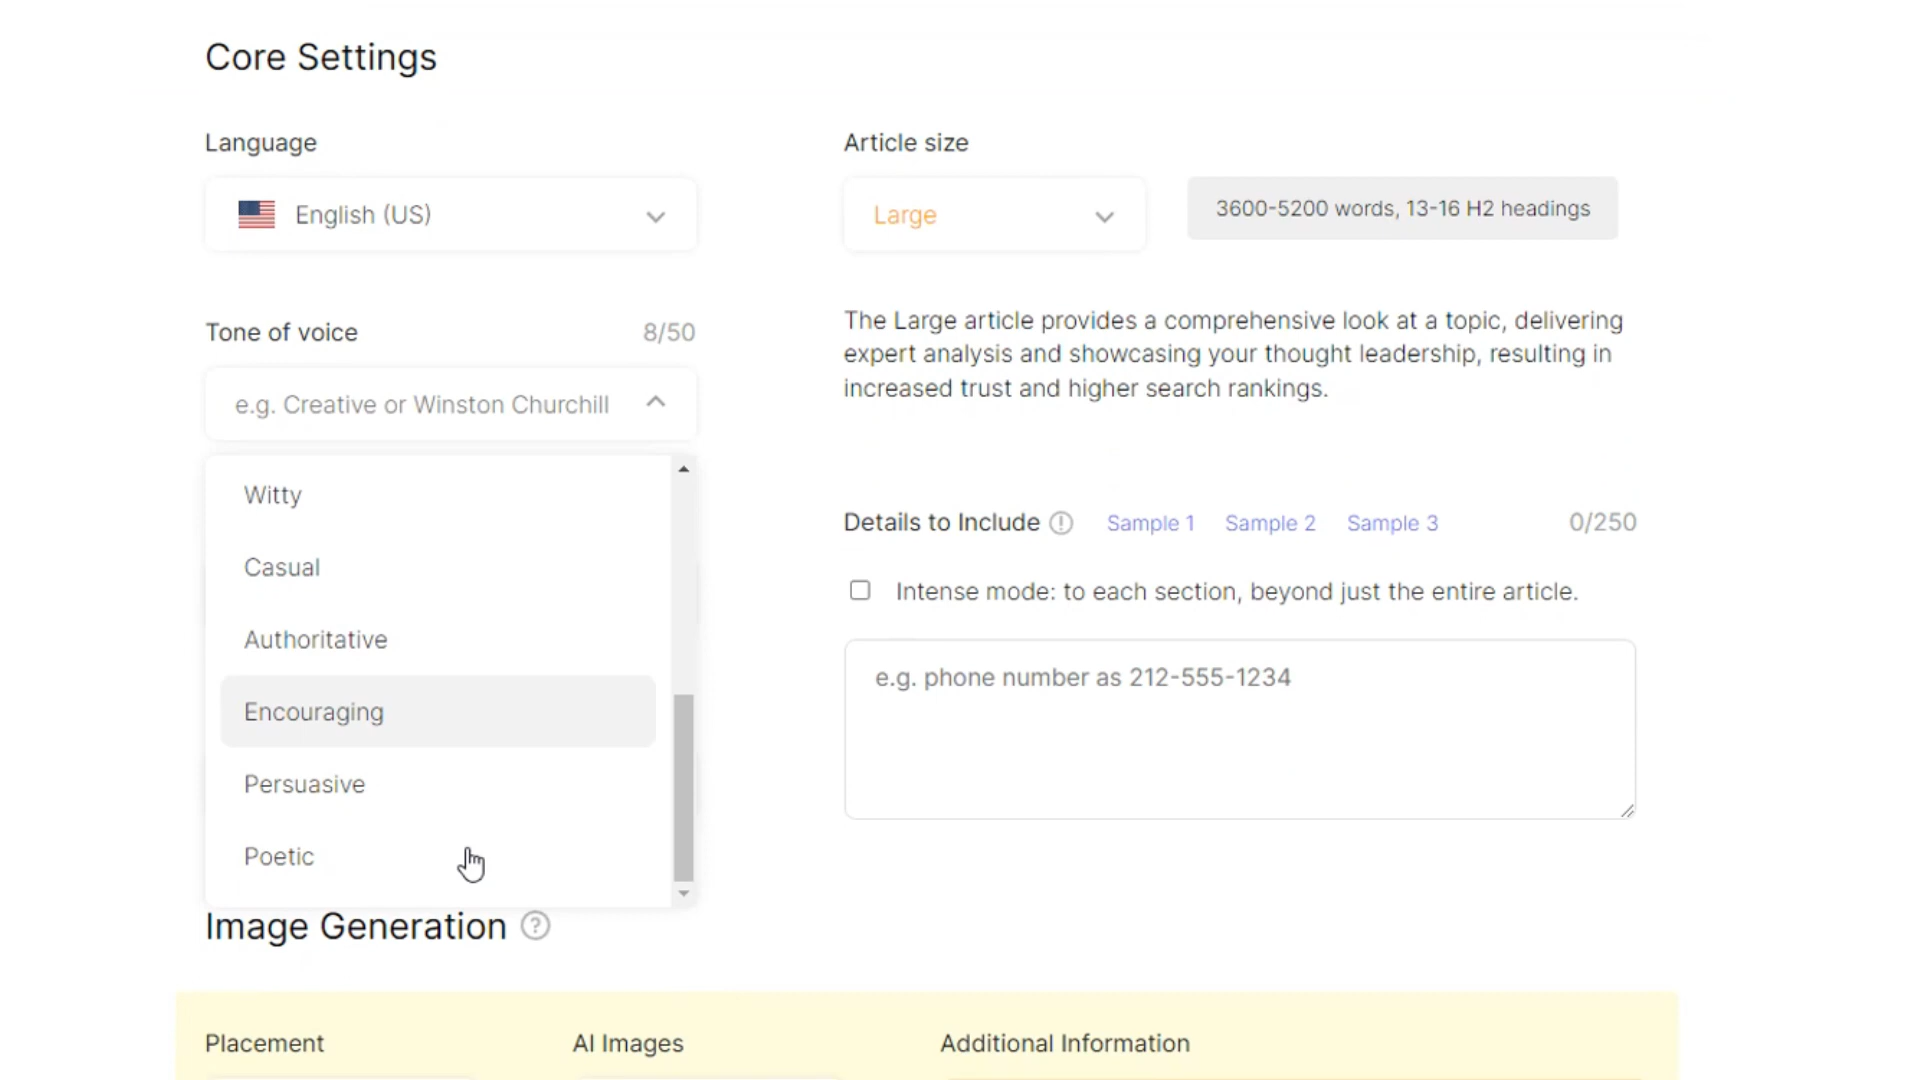 Core Settings
Language
English (US)
Article size
Large
3600-5200 words, 13-16 H2 headings
The Large article provides a comprehensive look at a topic, delivering
expert analysis and showcasing your thought leadership, resulting in
increased trust and higher search rankings.
Tone of voice
8/50
e.g. Creative or Winston Churchill
Witty
Casual
Authoritative
Encouraging
Persuasive
Poetic
Details to Include
Sample 1
Sample 2
Sample 3
0/250
Intense mode: to each section, beyond just the entire article.
e.g. phone number as 212-555-1234
Image Generation
Placement
AI Images
Additional Information